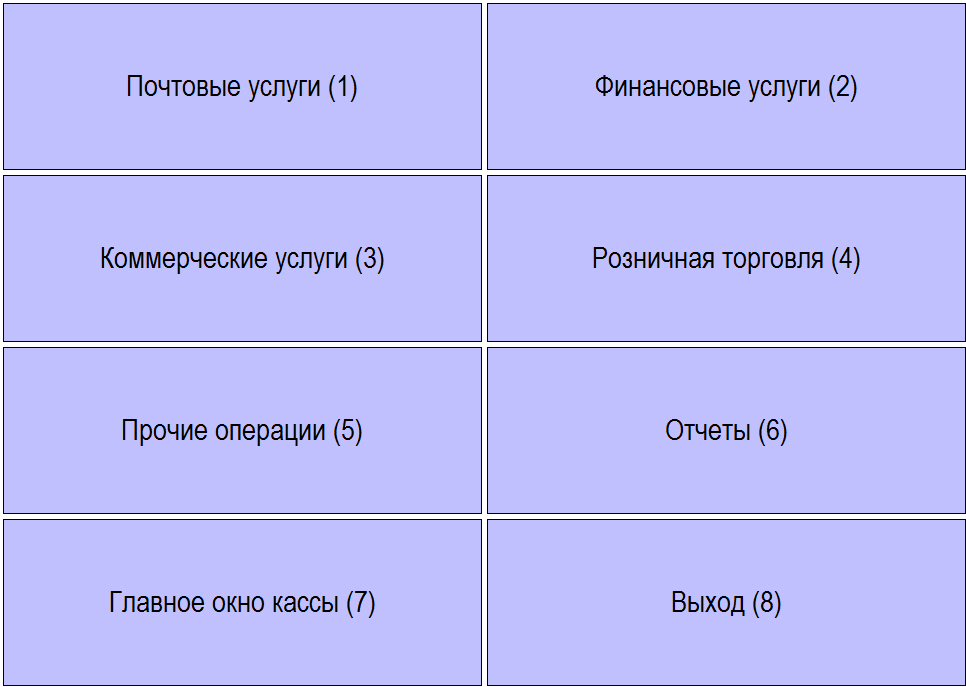 Почтовые услуги (1)
Финансовые услуги (2)
Коммерческие услуги (3)
Розничная торговля (4)
Прочие операции (5)
Отчеты (6)
Главное окно кассы (7)
Выход (8)